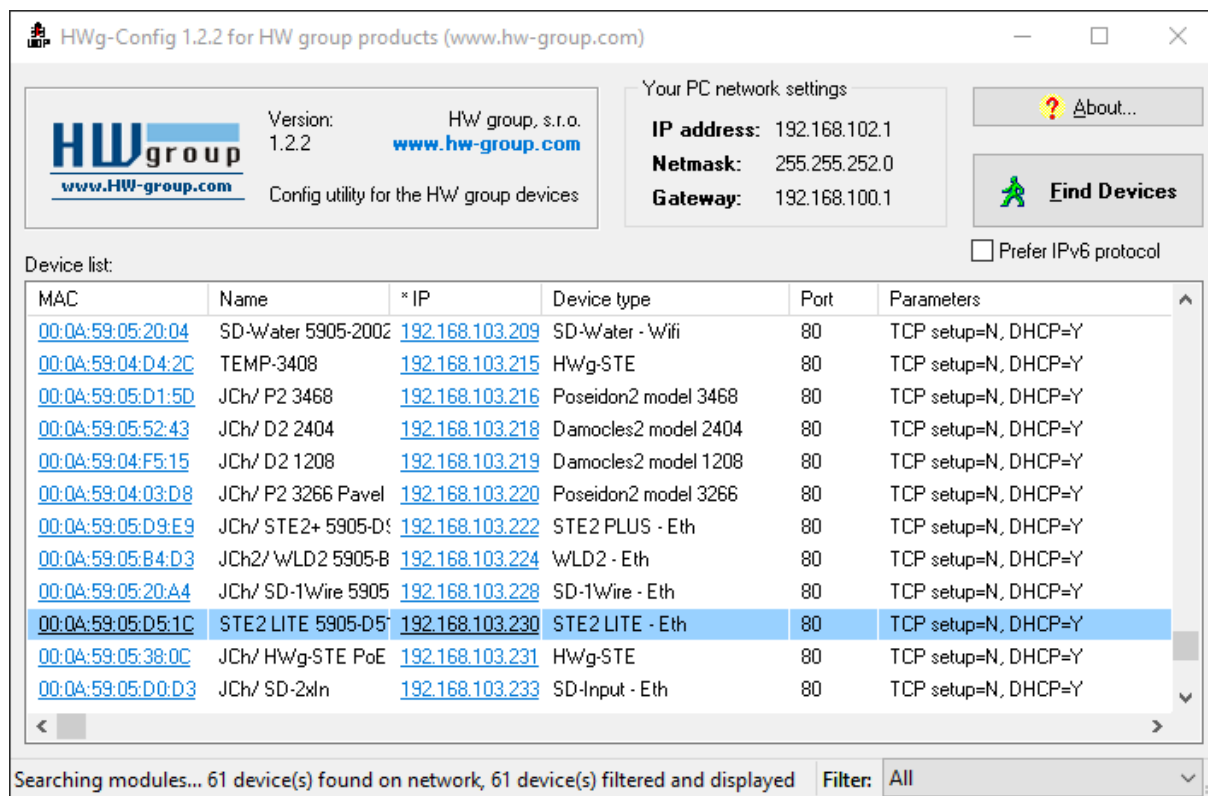 HWg-Config 1.2.2 for HW group products (www.hw-group.com)
HW group
www.HW-group.com
Version:
1.2.2
HW group, s.r.o.
www.hw-group.com
Config utility for the HW group devices
Your PC network settings
IP address: 192.168.102.1
Netmask: 255.255.252.0
Gateway: 192.168.100.1
About...
Find Devices
Prefer IPv6 protocol
Device list:
MAC Name * IP Device type Port Parameters
00:0A:59:05:20:04 SD-Water 5905-2002 192.168.103.209 SD-Water - Wifi 80 TCP setup=N, DHCP=Y
00:0A:59:04:D4:2C TEMP-3408 192.168.103.215 HWg-STE 80 TCP setup=N, DHCP=Y
00:0A:59:05:D1:5D JCh/ P2 3468 192.168.103.216 Poseidon2 model 3468 80 TCP setup=N, DHCP=Y
00:0A:59:05:52:43 JCh/ D2 2404 192.168.103.218 Damocles2 model 2404 80 TCP setup=N, DHCP=Y
00:0A:59:04:F5:15 JCh/ D2 1208 192.168.103.219 Damocles2 model 1208 80 TCP setup=N, DHCP=Y
00:0A:59:04:03:D8 JCh/ P2 3266 Pavel 192.168.103.220 Poseidon2 model 3266 80 TCP setup=N, DHCP=Y
00:0A:59:05:D9:E9 JCh/ STE2+ 5905-D9 192.168.103.222 STE2 PLUS - Eth 80 TCP setup=N, DHCP=Y
00:0A:59:05:B4:D3 JCh2/ WLD2 5905-B 192.168.103.224 WLD2 - Eth 80 TCP setup=N, DHCP=Y
00:0A:59:05:20:A4 JCh/ SD-1Wire 5905 192.168.103.228 SD-1Wire - Eth 80 TCP setup=N, DHCP=Y
00:0A:59:05:D5:1C STE2 LITE 5905-D51 192.168.103.230 STE2 LITE - Eth 80 TCP setup=N, DHCP=Y
00:0A:59:05:38:0C JCh/ HWg-STE PoE 192.168.103.231 HWg-STE 80 TCP setup=N, DHCP=Y
00:0A:59:05:D0:D3 JCh/ SD-2xIn 192.168.103.233 SD-Input - Eth 80 TCP setup=N, DHCP=Y
Searching modules... 61 device(s) found on network, 61 device(s) filtered and displayed Filter: All